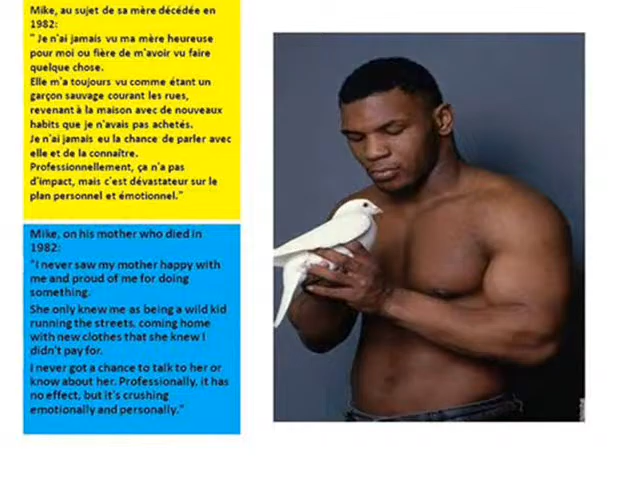 Mike, au sujet de sa mère décédée en
1982:
" Je n'ai jamais vu ma mère heureuse
pour moi ou fière de m'avoir vu faire
quelque chose.
Elle m'a toujours vu comme étant un
garçon sauvage courant les rues,
revenant à la maison avec de nouveaux
habits que je n'avais pas achetés.
Je n'ai jamais eu la chance de parler avec
elle et de la connaître.
Professionnellement, ça n'a pas
d'impact, mais c'est dévastateur sur le
plan personnel et émotionnel."
Mike, on his mother who died in
1982:
"I never saw my mother happy with
me and proud of me for doing
something.
She only knew me as being a wild kid
running the streets, coming home
with new clothes that she knew I
didn't pay for.
I never got a chance to talk to her or
know about her. Professionally, it has
no effect, but it's crushing
emotionally and personally."